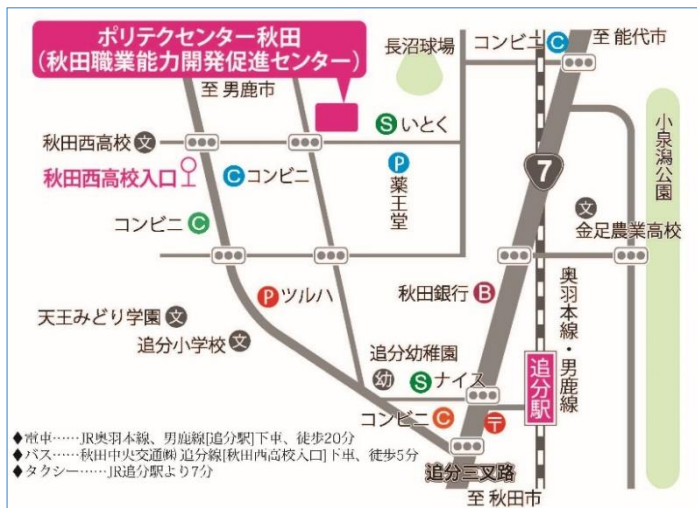 ポリテクセンター秋田
(秋田職業能力開発促進センター)
至 男鹿市
長沼球場
コンビニ C
至 能代市
秋田西高校 文
S いとく
秋田西高校入口
C コンビニ
P
薬王堂
7
小泉潟公園
コンビニ C
文
金足農業高校
P ツルハ
秋田銀行 B
奥羽本線・男鹿線
天王みどり学園 文
追分小学校 文
追分幼稚園
幼
S ナイス
追分駅
コンビニ C
〒
追分三叉路
至 秋田市
◆電車……JR奥羽本線、男鹿線[追分駅]下車、徒歩20分
◆バス……秋田中央交通㈱ 追分線[秋田西高校入口]下車、徒歩5分
◆タクシー……JR追分駅より7分